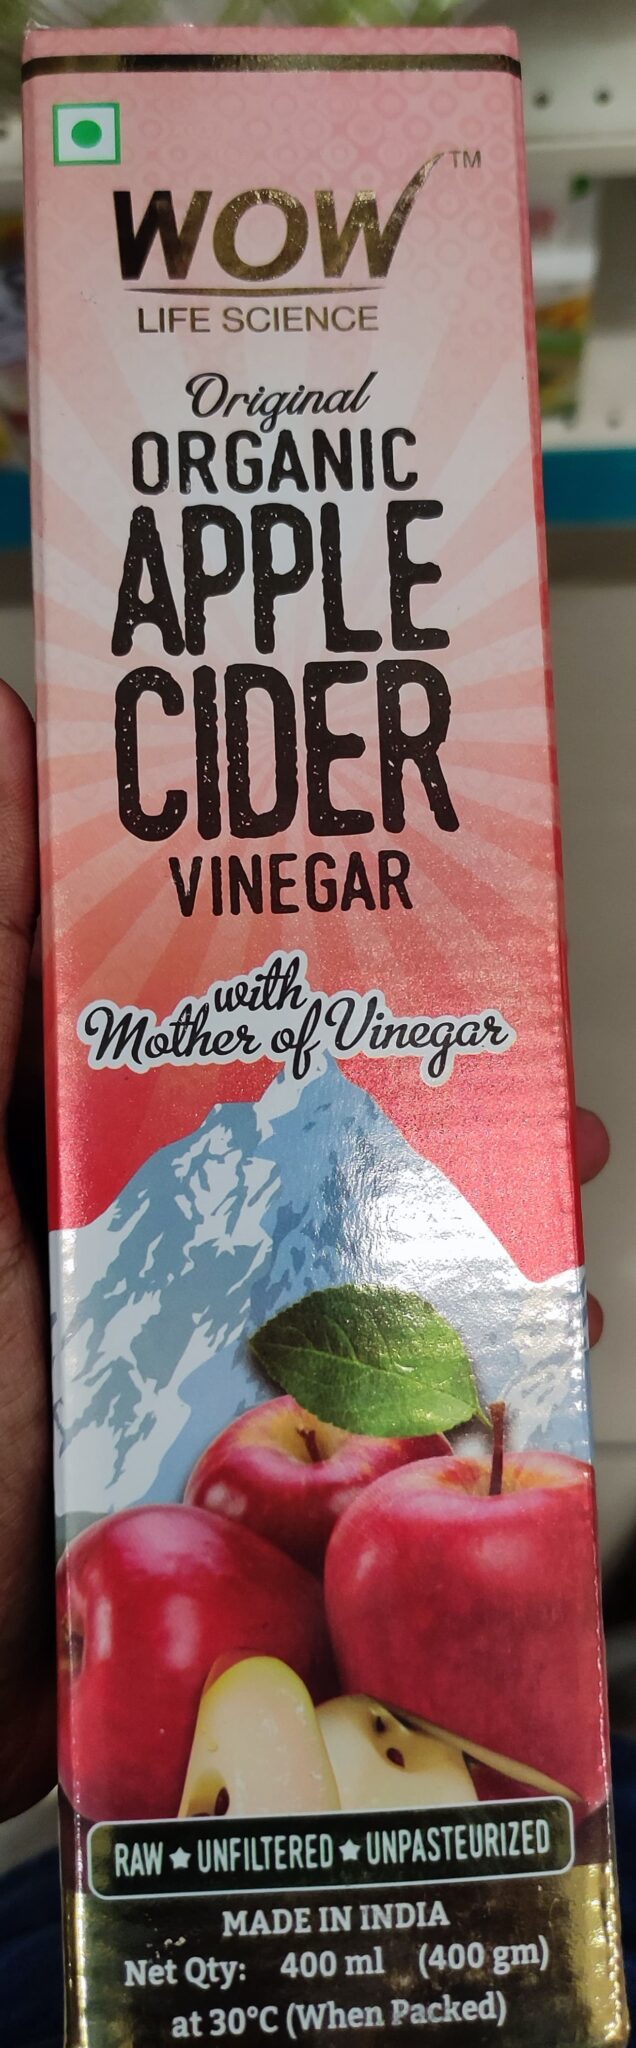 WOW™
LIFE SCIENCE
Original
ORGANIC
APPLE
CIDER
VINEGAR
with
Mother of Vinegar
RAW ★ UNFILTERED ★ UNPASTEURIZED
MADE IN INDIA
Net Qty: 400 ml (400 gm)
at 30°C (When Packed)